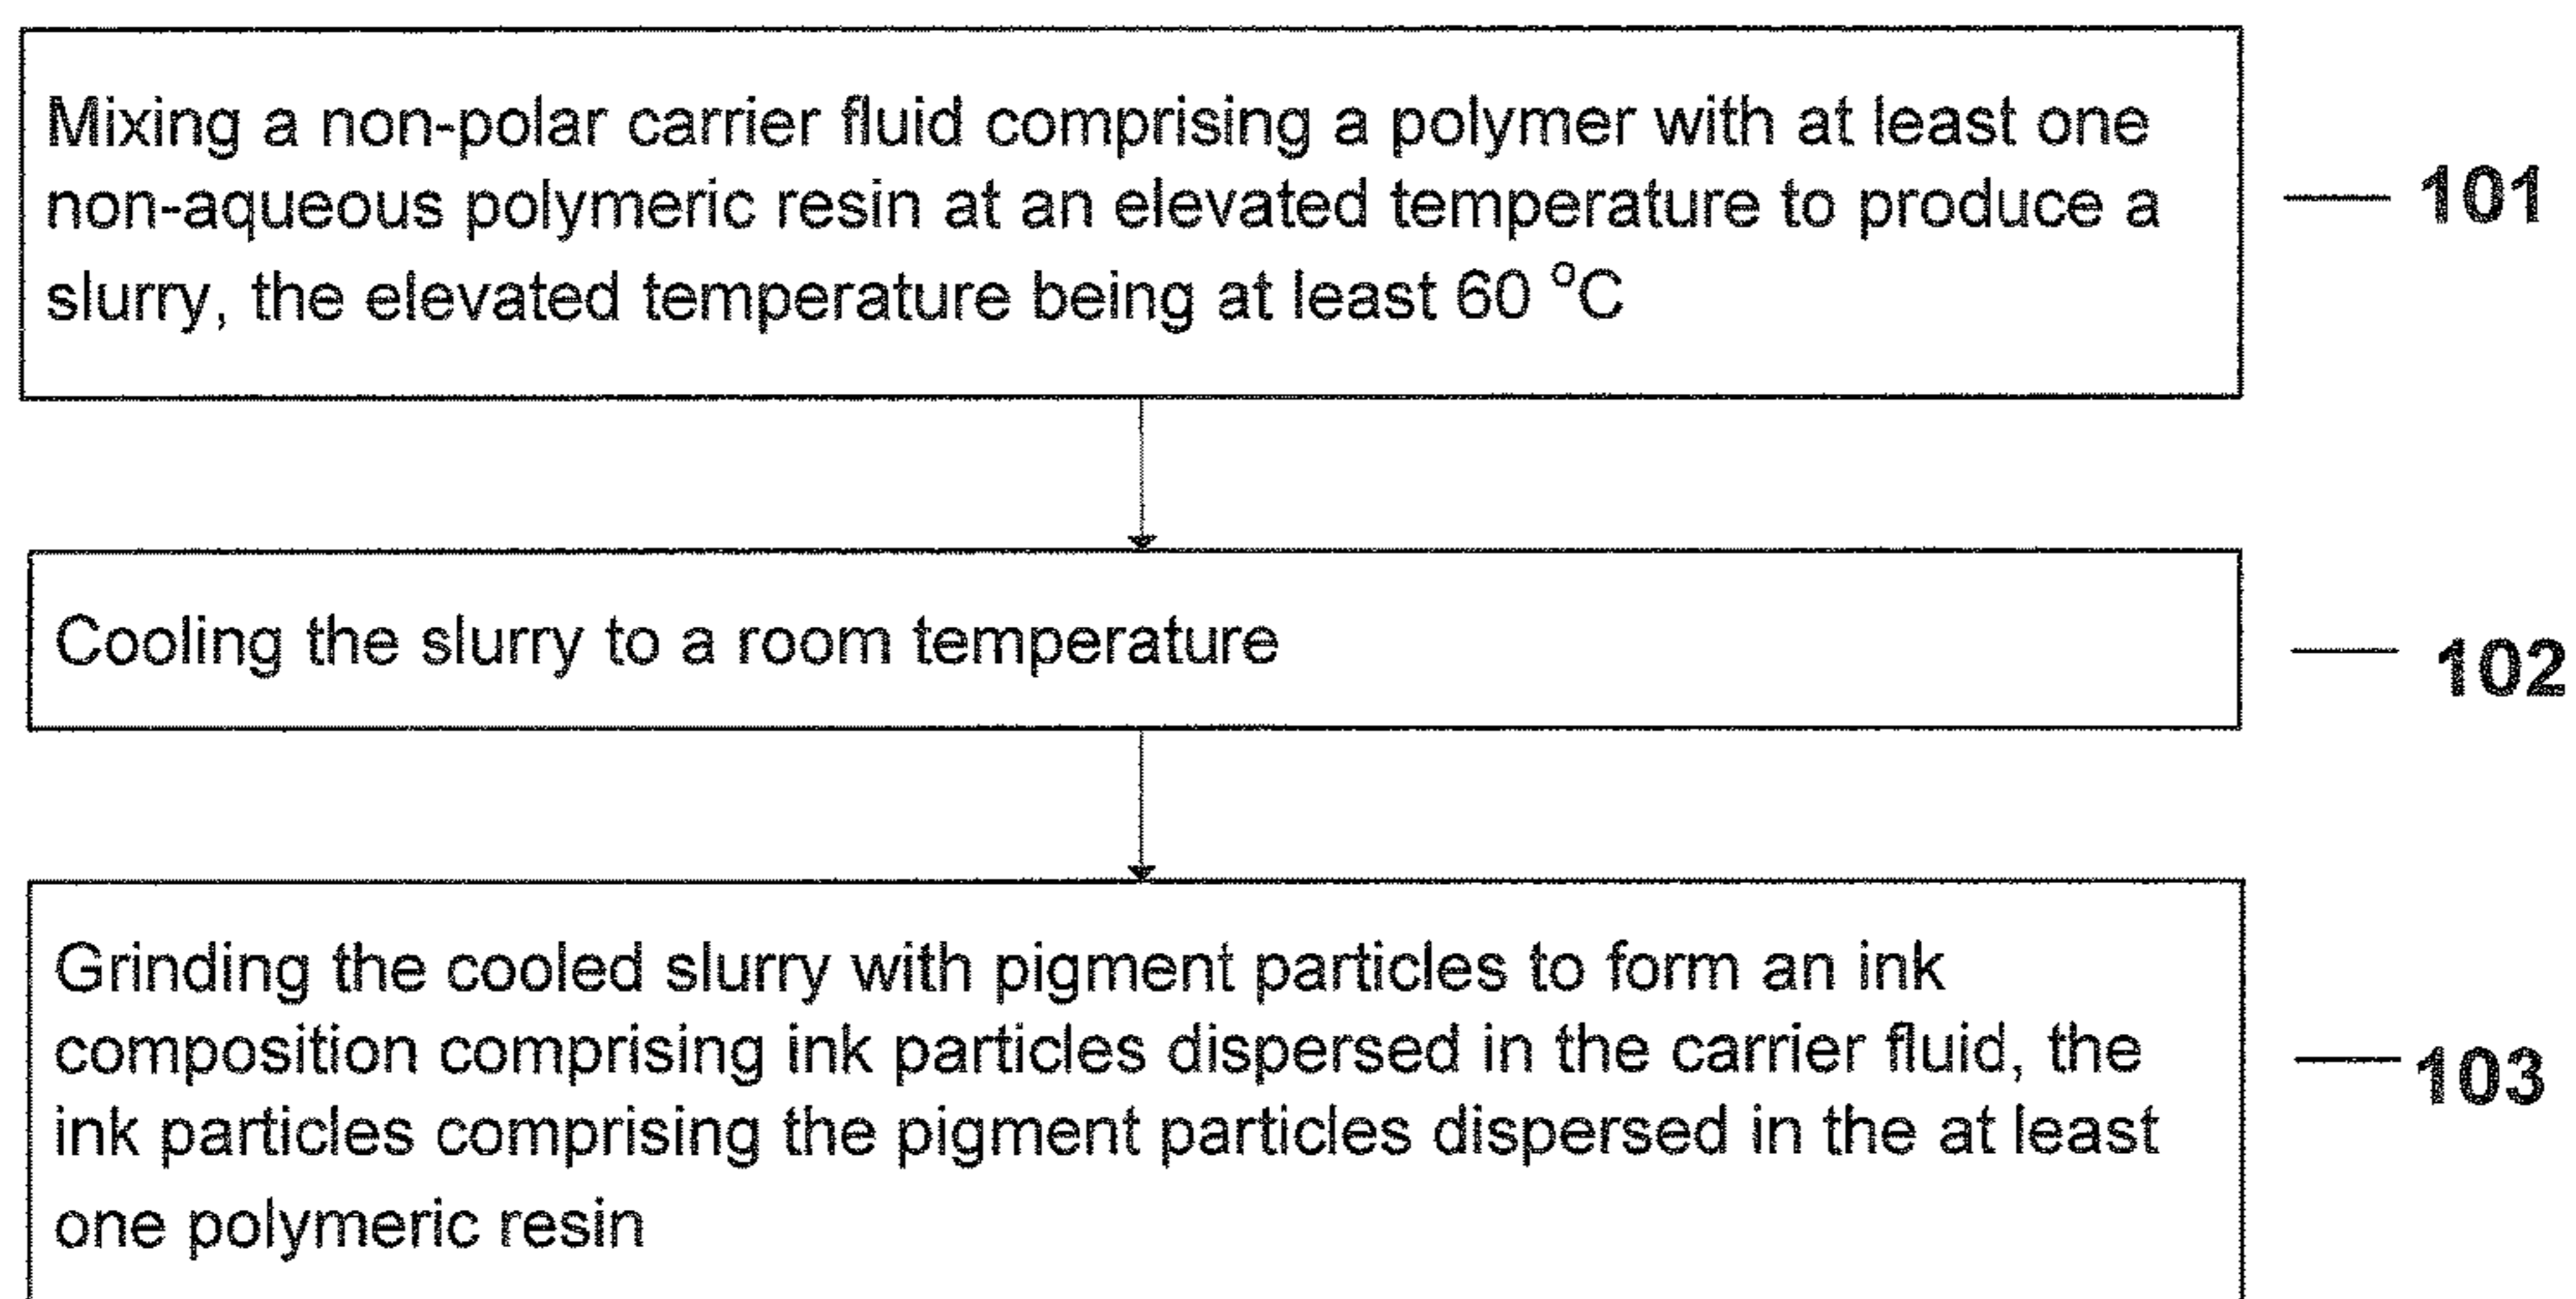 Mixing a non-polar carrier fluid comprising a polymer with at least one
non-aqueous polymeric resin at an elevated temperature to produce a
slurry, the elevated temperature being at least 60 °C
101
Cooling the slurry to a room temperature
102
Grinding the cooled slurry with pigment particles to form an ink
composition comprising ink particles dispersed in the carrier fluid, the
ink particles comprising the pigment particles dispersed in the at least
one polymeric resin
103